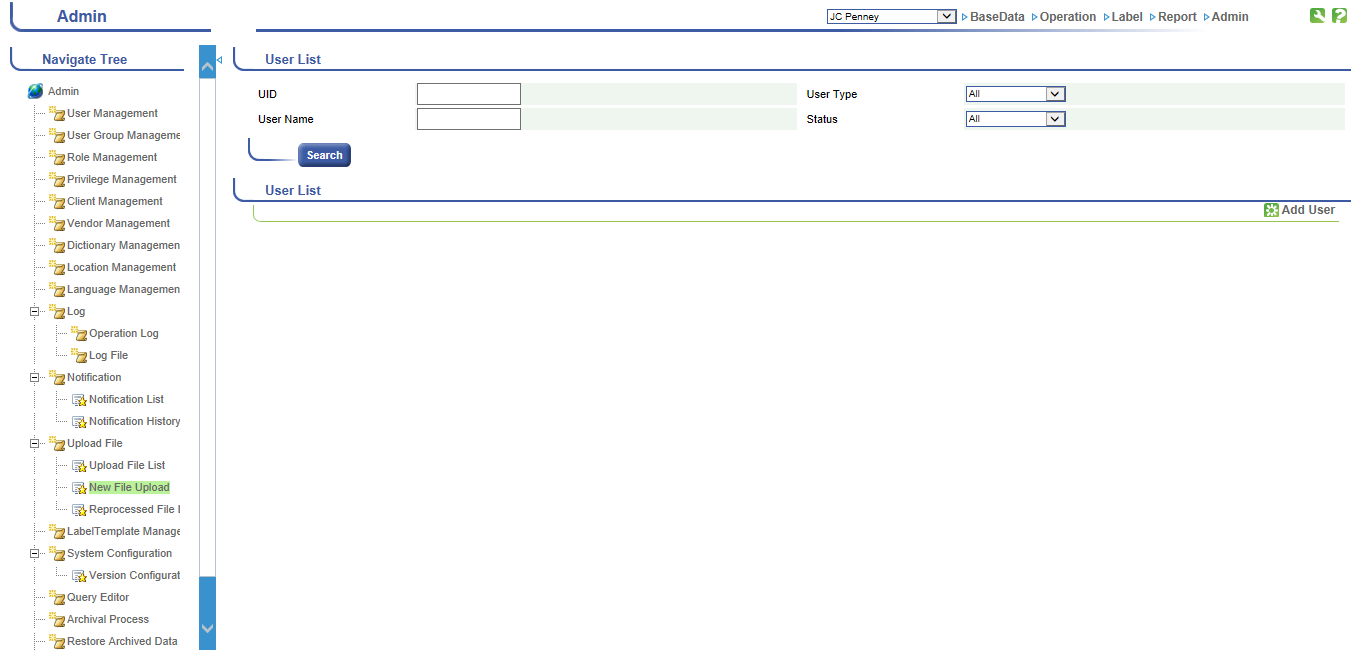 Admin
JC Penney BaseData Operation Label Report Admin
Navigate Tree
Admin
User Management
User Group Manageme
Role Management
Privilege Management
Client Management
Vendor Management
Dictionary Managemen
Location Management
Language Managemen
Log
Operation Log
Log File
Notification
Notification List
Notification History
Upload File
Upload File List
New File Upload
Reprocessed File l
LabelTemplate Manage
System Configuration
Version Configurat
Query Editor
Archival Process
Restore Archived Data
User List
UID User Type All
User Name Status All
Search
User List
Add User